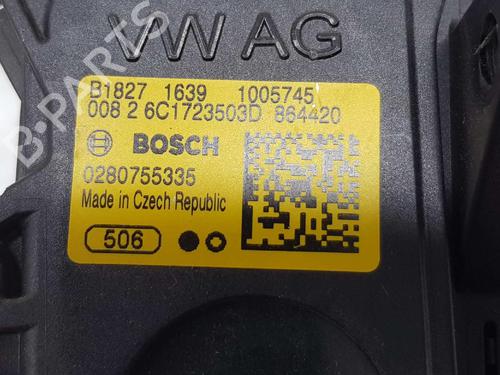 VW AG
B1827 1639 1005745
008 2 6C1723503D 864420
BOSCH
0280755335
Made in Czech Republic
506
B-PARTS